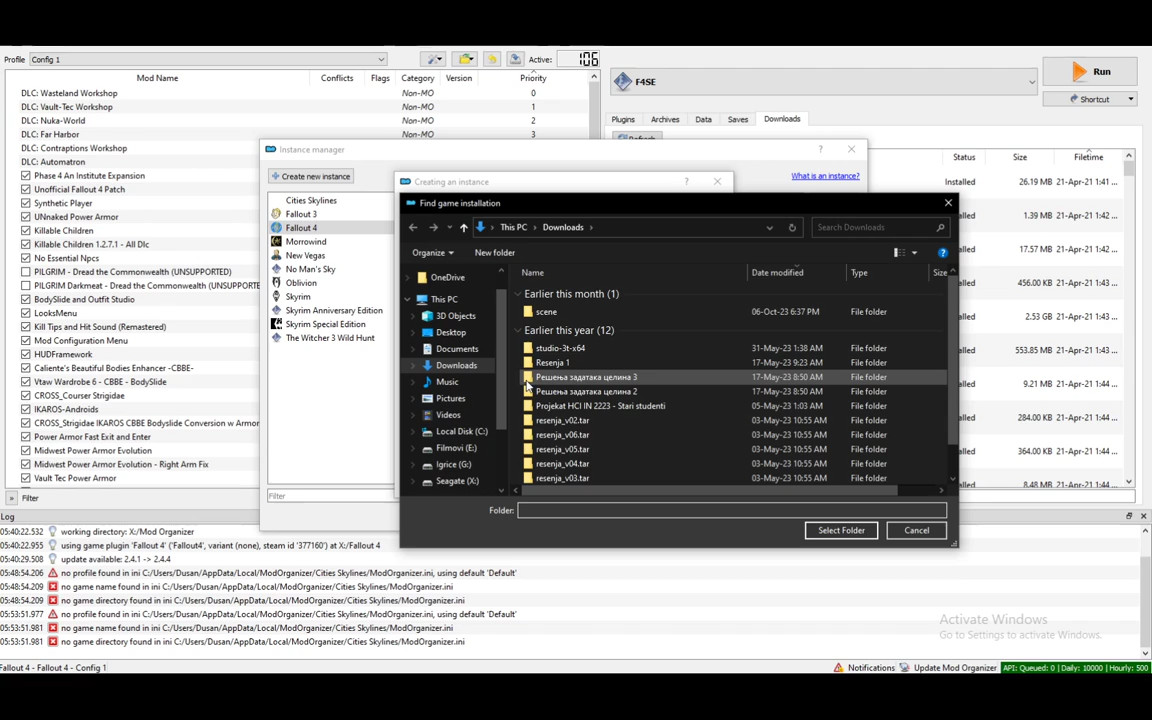 Profile Config 1 Active: 106
Mod Name Conflicts Flags Category Version Priority
DLC: Wasteland Workshop Non-MO 0
DLC: Vault-Tec Workshop Non-MO 1
DLC: Nuka-World Non-MO 2
DLC: Far Harbor Non-MO 3
DLC: Contraptions Workshop
DLC: Automatron
Phase 4 An Institute Expansion
Unofficial Fallout 4 Patch
Synthetic Player
UNnaked Power Armor
Killable Children
Killable Children 1.2.7.1 - All Dlc
No Essential Npcs
PILGRIM - Dread the Commonwealth (UNSUPPORTED)
PILGRIM Darkmeat - Dread the Commonwealth (UNSUPPORTE
BodySlide and Outfit Studio
LooksMenu
Kill Tips and Hit Sound (Remastered)
Mod Configuration Menu
HUDFramework
Caliente's Beautiful Bodies Enhancer -CBBE-
Vtaw Wardrobe 6 - CBBE - BodySlide
CROSS_Courser Strigidae
IKAROS-Androids
CROSS_Strigidae IKAROS CBBE Bodyslide Conversion w Armor
Power Armor Fast Exit and Enter
Midwest Power Armor Evolution
Midwest Power Armor Evolution - Right Arm Fix
Vault Tec Power Armor
» Filter
F4SE
Run
Shortcut
Plugins Archives Data Saves Downloads
Refresh
Status Size Filetime
Installed 26.19 MB 21-Apr-21 1:41 ...
Installed 1.39 MB 21-Apr-21 1:42 ...
Installed 17.57 MB 21-Apr-21 1:42 ...
Installed 456.00 KB 21-Apr-21 1:43 ...
Installed 2.53 GB 21-Apr-21 1:43 ...
Installed 553.85 MB 21-Apr-21 1:43 ...
Installed 9.21 MB 21-Apr-21 1:43 ...
Installed 284.00 KB 21-Apr-21 1:44 ...
Installed 364.00 KB 21-Apr-21 1:44 ...
Installed 8.48 MB 21-Apr-21 1:44 ...
Instance manager ?
Create new instance
What is an instance?
Cities Skylines
Fallout 3
Fallout 4
Morrowind
New Vegas
No Man's Sky
Oblivion
Skyrim
Skyrim Anniversary Edition
Skyrim Special Edition
The Witcher 3 Wild Hunt
Filter
Creating an instance ?
Find game installation
This PC › Downloads ›
Search Downloads
Organize New folder ?
OneDrive
This PC
3D Objects
Desktop
Documents
Downloads
Music
Pictures
Videos
Local Disk (C:)
Filmovi (E:)
Igrice (G:)
Seagate (X:)
Name Date modified Type Size
Earlier this month (1)
scene 06-Oct-23 6:37 PM File folder
Earlier this year (12)
studio-3t-x64 31-May-23 1:38 AM File folder
Resenja 1 17-May-23 9:23 AM File folder
Решења задатака целина 3 17-May-23 8:50 AM File folder
Решења задатака целина 2 17-May-23 8:50 AM File folder
Projekat HCI IN 2223 - Stari studenti 05-May-23 1:03 AM File folder
resenja_v02.tar 03-May-23 10:55 AM File folder
resenja_v06.tar 03-May-23 10:55 AM File folder
resenja_v05.tar 03-May-23 10:55 AM File folder
resenja_v04.tar 03-May-23 10:55 AM File folder
resenja_v03.tar 03-May-23 10:55 AM File folder
Folder:
Select Folder Cancel
Log
05:40:22.532 working directory: X:/Mod Organizer
05:40:22.955 using game plugin 'Fallout 4' ('Fallout4', variant (none), steam id '377160') at X:/Fallout 4
05:40:29.508 update available: 2.4.1 -> 2.4.4
05:48:54.206 no profile found in ini C:/Users/Dusan/AppData/Local/ModOrganizer/Cities Skylines/ModOrganizer.ini, using default 'Default'
05:48:54.209 no game name found in ini C:/Users/Dusan/AppData/Local/ModOrganizer/Cities Skylines/ModOrganizer.ini
05:48:54.209 no game directory found in ini C:/Users/Dusan/AppData/Local/ModOrganizer/Cities Skylines/ModOrganizer.ini
05:53:51.977 no profile found in ini C:/Users/Dusan/AppData/Local/ModOrganizer/Cities Skylines/ModOrganizer.ini, using default 'Default'
05:53:51.981 no game name found in ini C:/Users/Dusan/AppData/Local/ModOrganizer/Cities Skylines/ModOrganizer.ini
05:53:51.981 no game directory found in ini C:/Users/Dusan/AppData/Local/ModOrganizer/Cities Skylines/ModOrganizer.ini
Activate Windows
Go to Settings to activate Windows.
Fallout 4 - Fallout 4 - Config 1
Notifications Update Mod Organizer API: Queued: 0 | Daily: 10000 | Hourly: 500